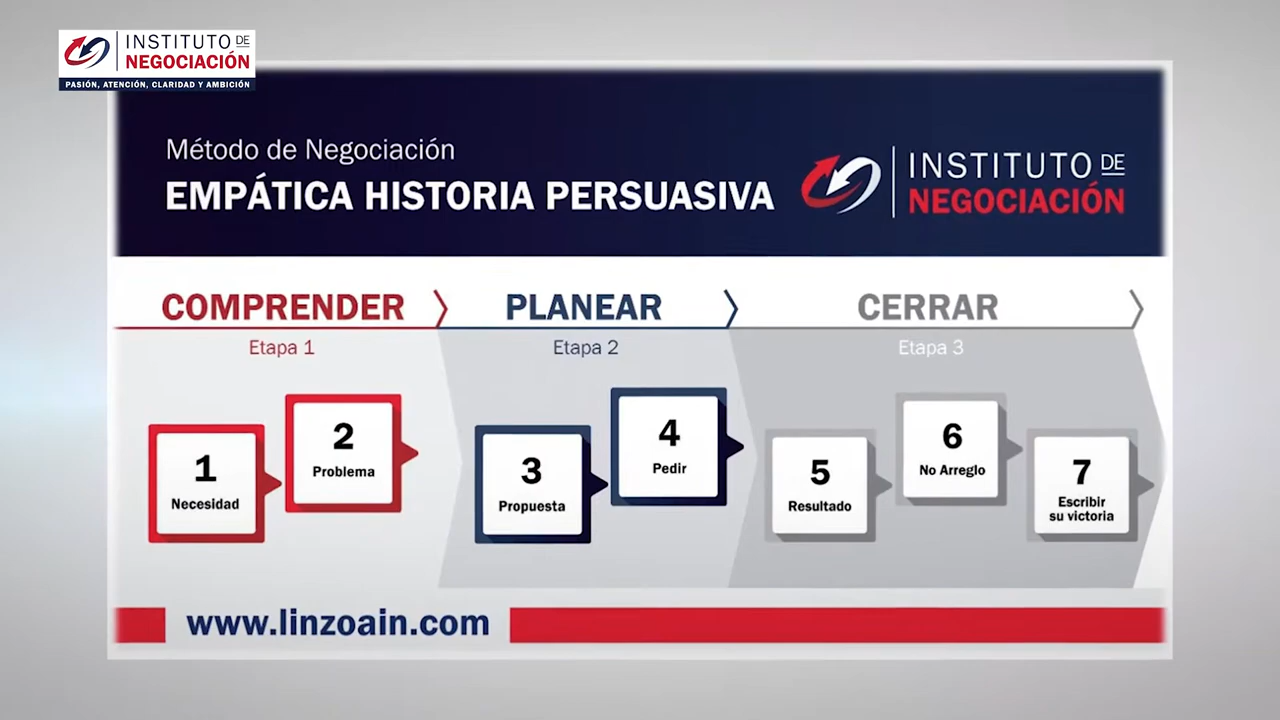 INSTITUTO DE
NEGOCIACIÓN
PASIÓN, ATENCIÓN, CLARIDAD Y AMBICIÓN
Método de Negociación
EMPÁTICA HISTORIA PERSUASIVA
INSTITUTO DE
NEGOCIACIÓN
COMPRENDER
Etapa 1
PLANEAR
Etapa 2
CERRAR
Etapa 3
1
Necesidad
2
Problema
3
Propuesta
4
Pedir
5
Resultado
6
No Arreglo
7
Escribir
su victoria
www.linzoain.com